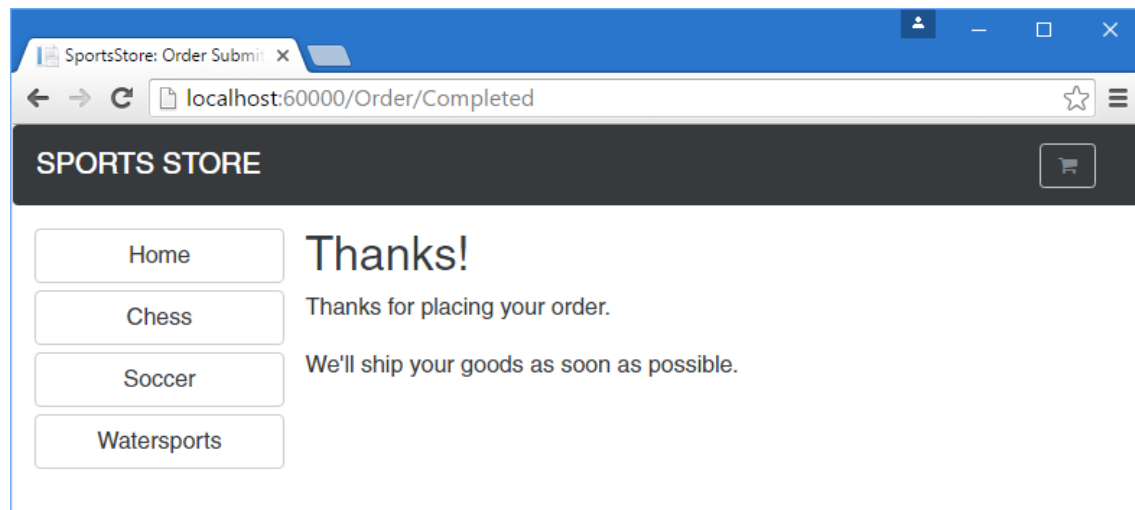 SportsStore: Order Submit
localhost:60000/Order/Completed
SPORTS STORE
Home
Chess
Soccer
Watersports
Thanks!
Thanks for placing your order.
We'll ship your goods as soon as possible.